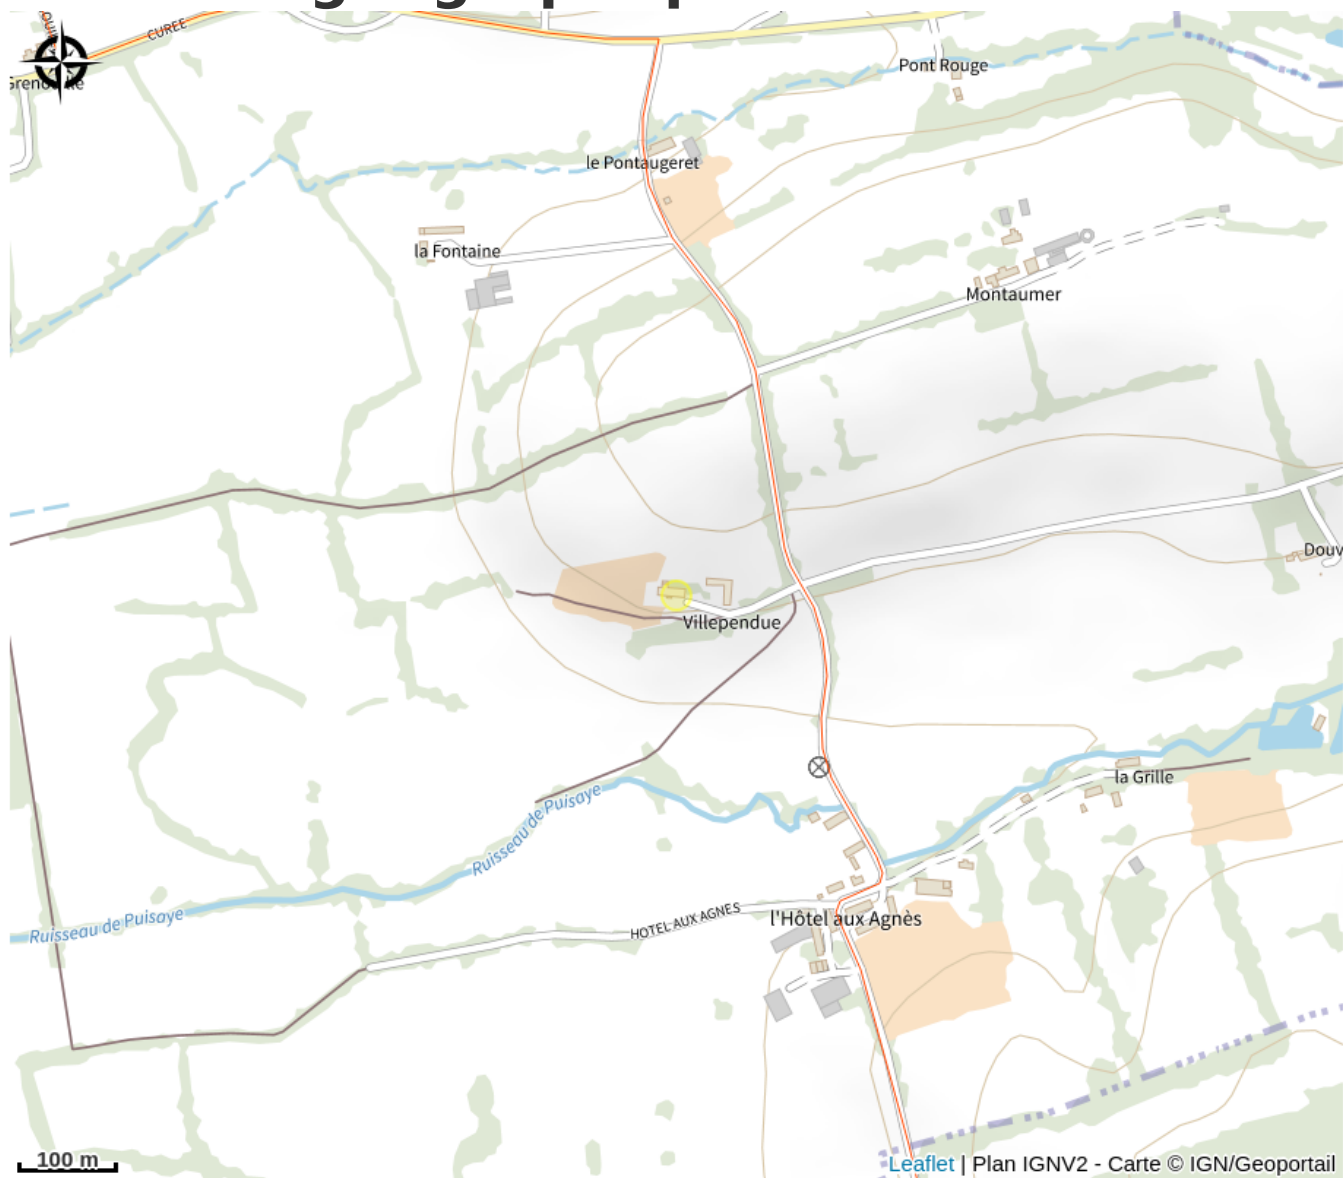 CUREE
Pont Rouge
le Pontaugeret
la Fontaine
Montaumer
Douv
Villependue
la Grille
Ruisseau de Puisaye
Ruisseau de Puisaye
HOTEL AUX AGNES
l'Hôtel aux Agnès
100 m
Leaflet | Plan IGNV2 - Carte © IGN/Geoportail